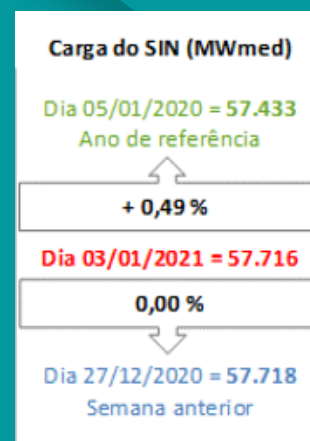 Carga do SIN (MWmed)
Dia 05/01/2020 = 57.433
Ano de referência
+ 0,49 %
Dia 03/01/2021 = 57.716
0,00 %
Dia 27/12/2020 = 57.718
Semana anterior